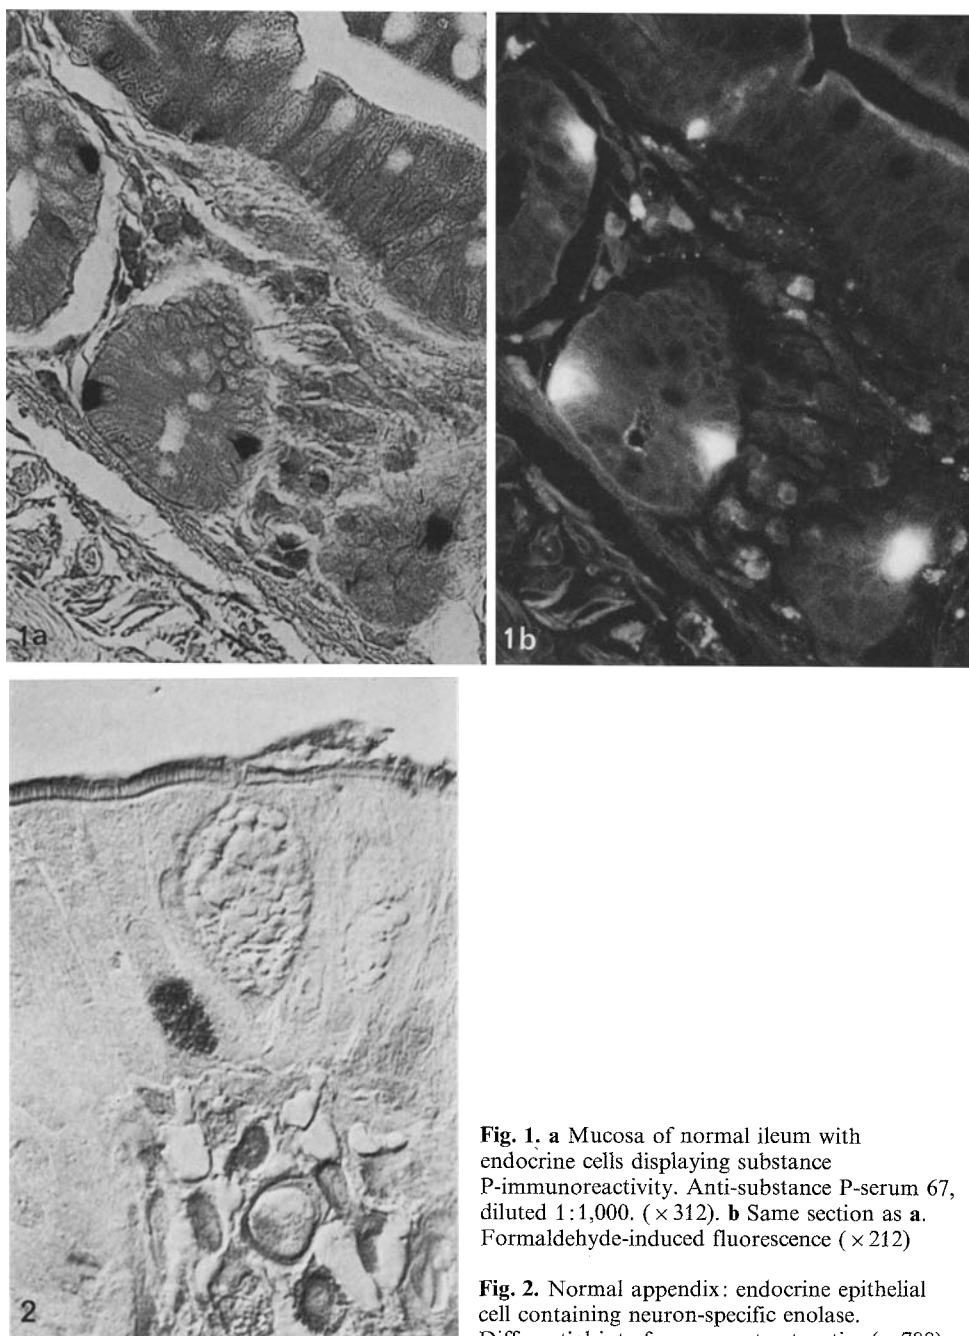 1a
1b
2
Fig. 1. a Mucosa of normal ileum with
endocrine cells displaying substance
P-immunoreactivity. Anti-substance P-serum 67,
diluted 1:1,000. (×312). b Same section as a.
Formaldehyde-induced fluorescence (×212)
Fig. 2. Normal appendix: endocrine epithelial
cell containing neuron-specific enolase.